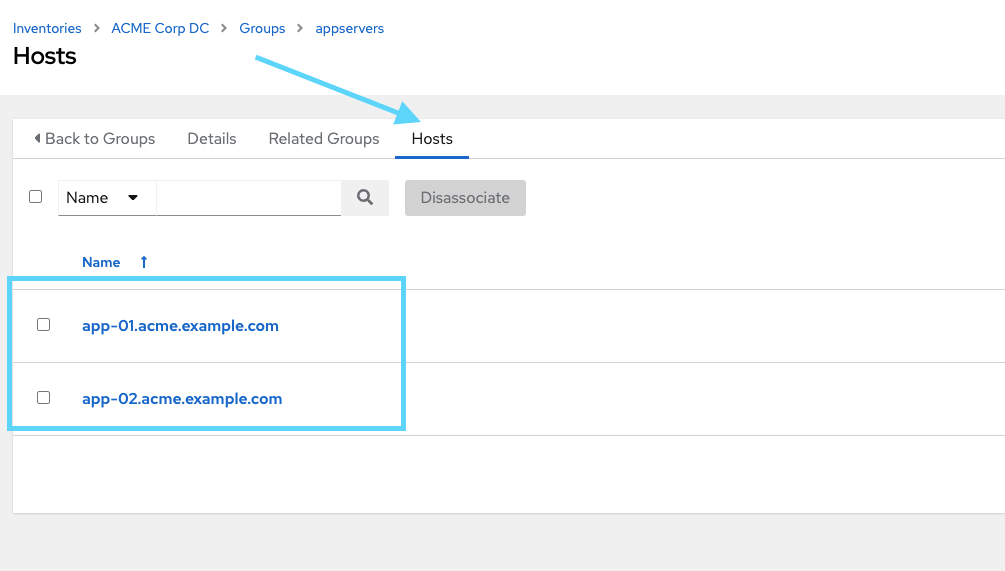 Inventories > ACME Corp DC > Groups > appservers
Hosts
Back to Groups Details Related Groups Hosts
Name Disassociate
Name
app-01.acme.example.com
app-02.acme.example.com